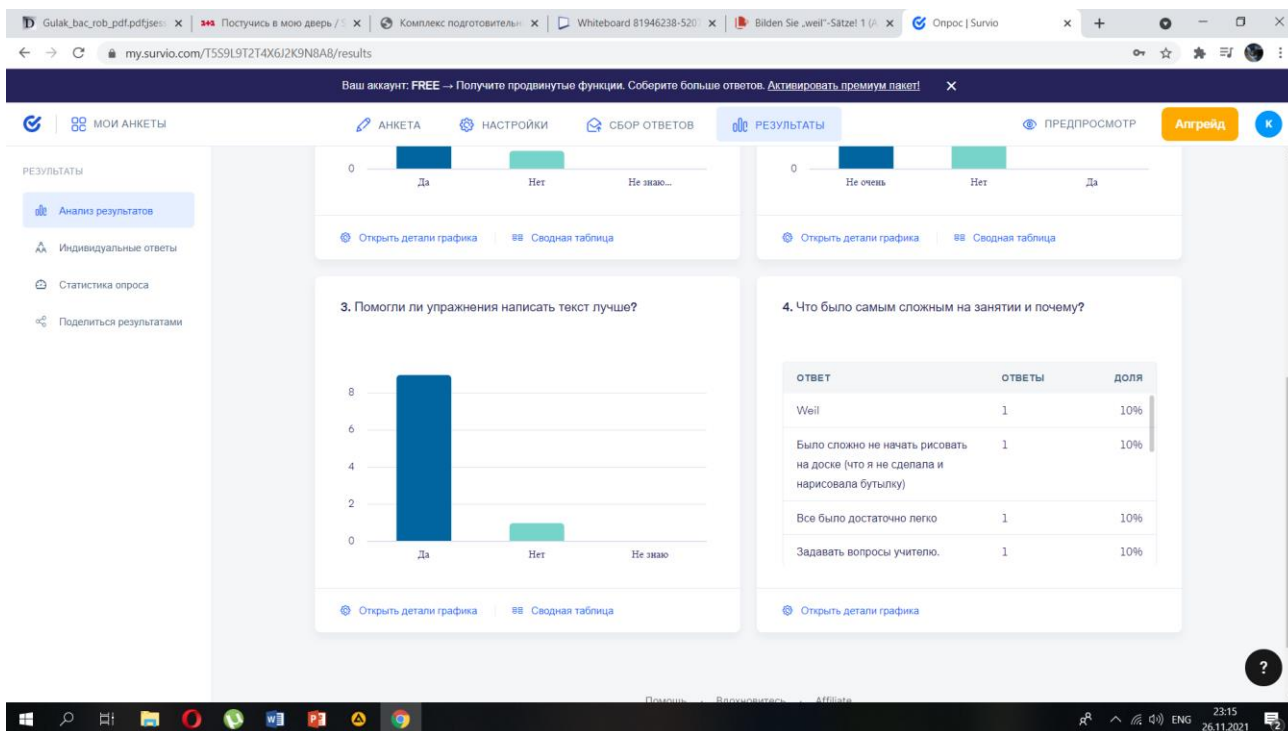 Gulak_bac_rob_pdf.pdf;jses
Постучись в мою дверь / S
Комплекс подготовительн
Whiteboard 81946238-520
Bilden Sie „weil"-Sätze! 1 (A
Опрос | Survio
my.survio.com/T5S9L9T2T4X6J2K9N8A8/results
Ваш аккаунт: FREE → Получите продвинутые функции. Соберите больше ответов. Активировать премиум пакет!
МОИ АНКЕТЫ
АНКЕТА
НАСТРОЙКИ
СБОР ОТВЕТОВ
РЕЗУЛЬТАТЫ
ПРЕДПРОСМОТР
Апгрейд
K
РЕЗУЛЬТАТЫ
Анализ результатов
Индивидуальные ответы
Статистика опроса
Поделиться результатами
0
Да Нет Не знаю...
Открыть детали графика
Сводная таблица
0
Не очень Нет Да
Открыть детали графика
Сводная таблица
3. Помогли ли упражнения написать текст лучше?
8
6
4
2
0
Да Нет Не знаю
Открыть детали графика
Сводная таблица
4. Что было самым сложным на занятии и почему?
ОТВЕТ ОТВЕТЫ ДОЛЯ
Weil 1 10%
Было сложно не начать рисовать 1 10%
на доске (что я не сделала и
нарисовала бутылку)
Все было достаточно легко 1 10%
Задавать вопросы учителю. 1 10%
Открыть детали графика
?
Помощь · Вдохновитесь · Affiliate
ENG
23:15
26.11.2021
2